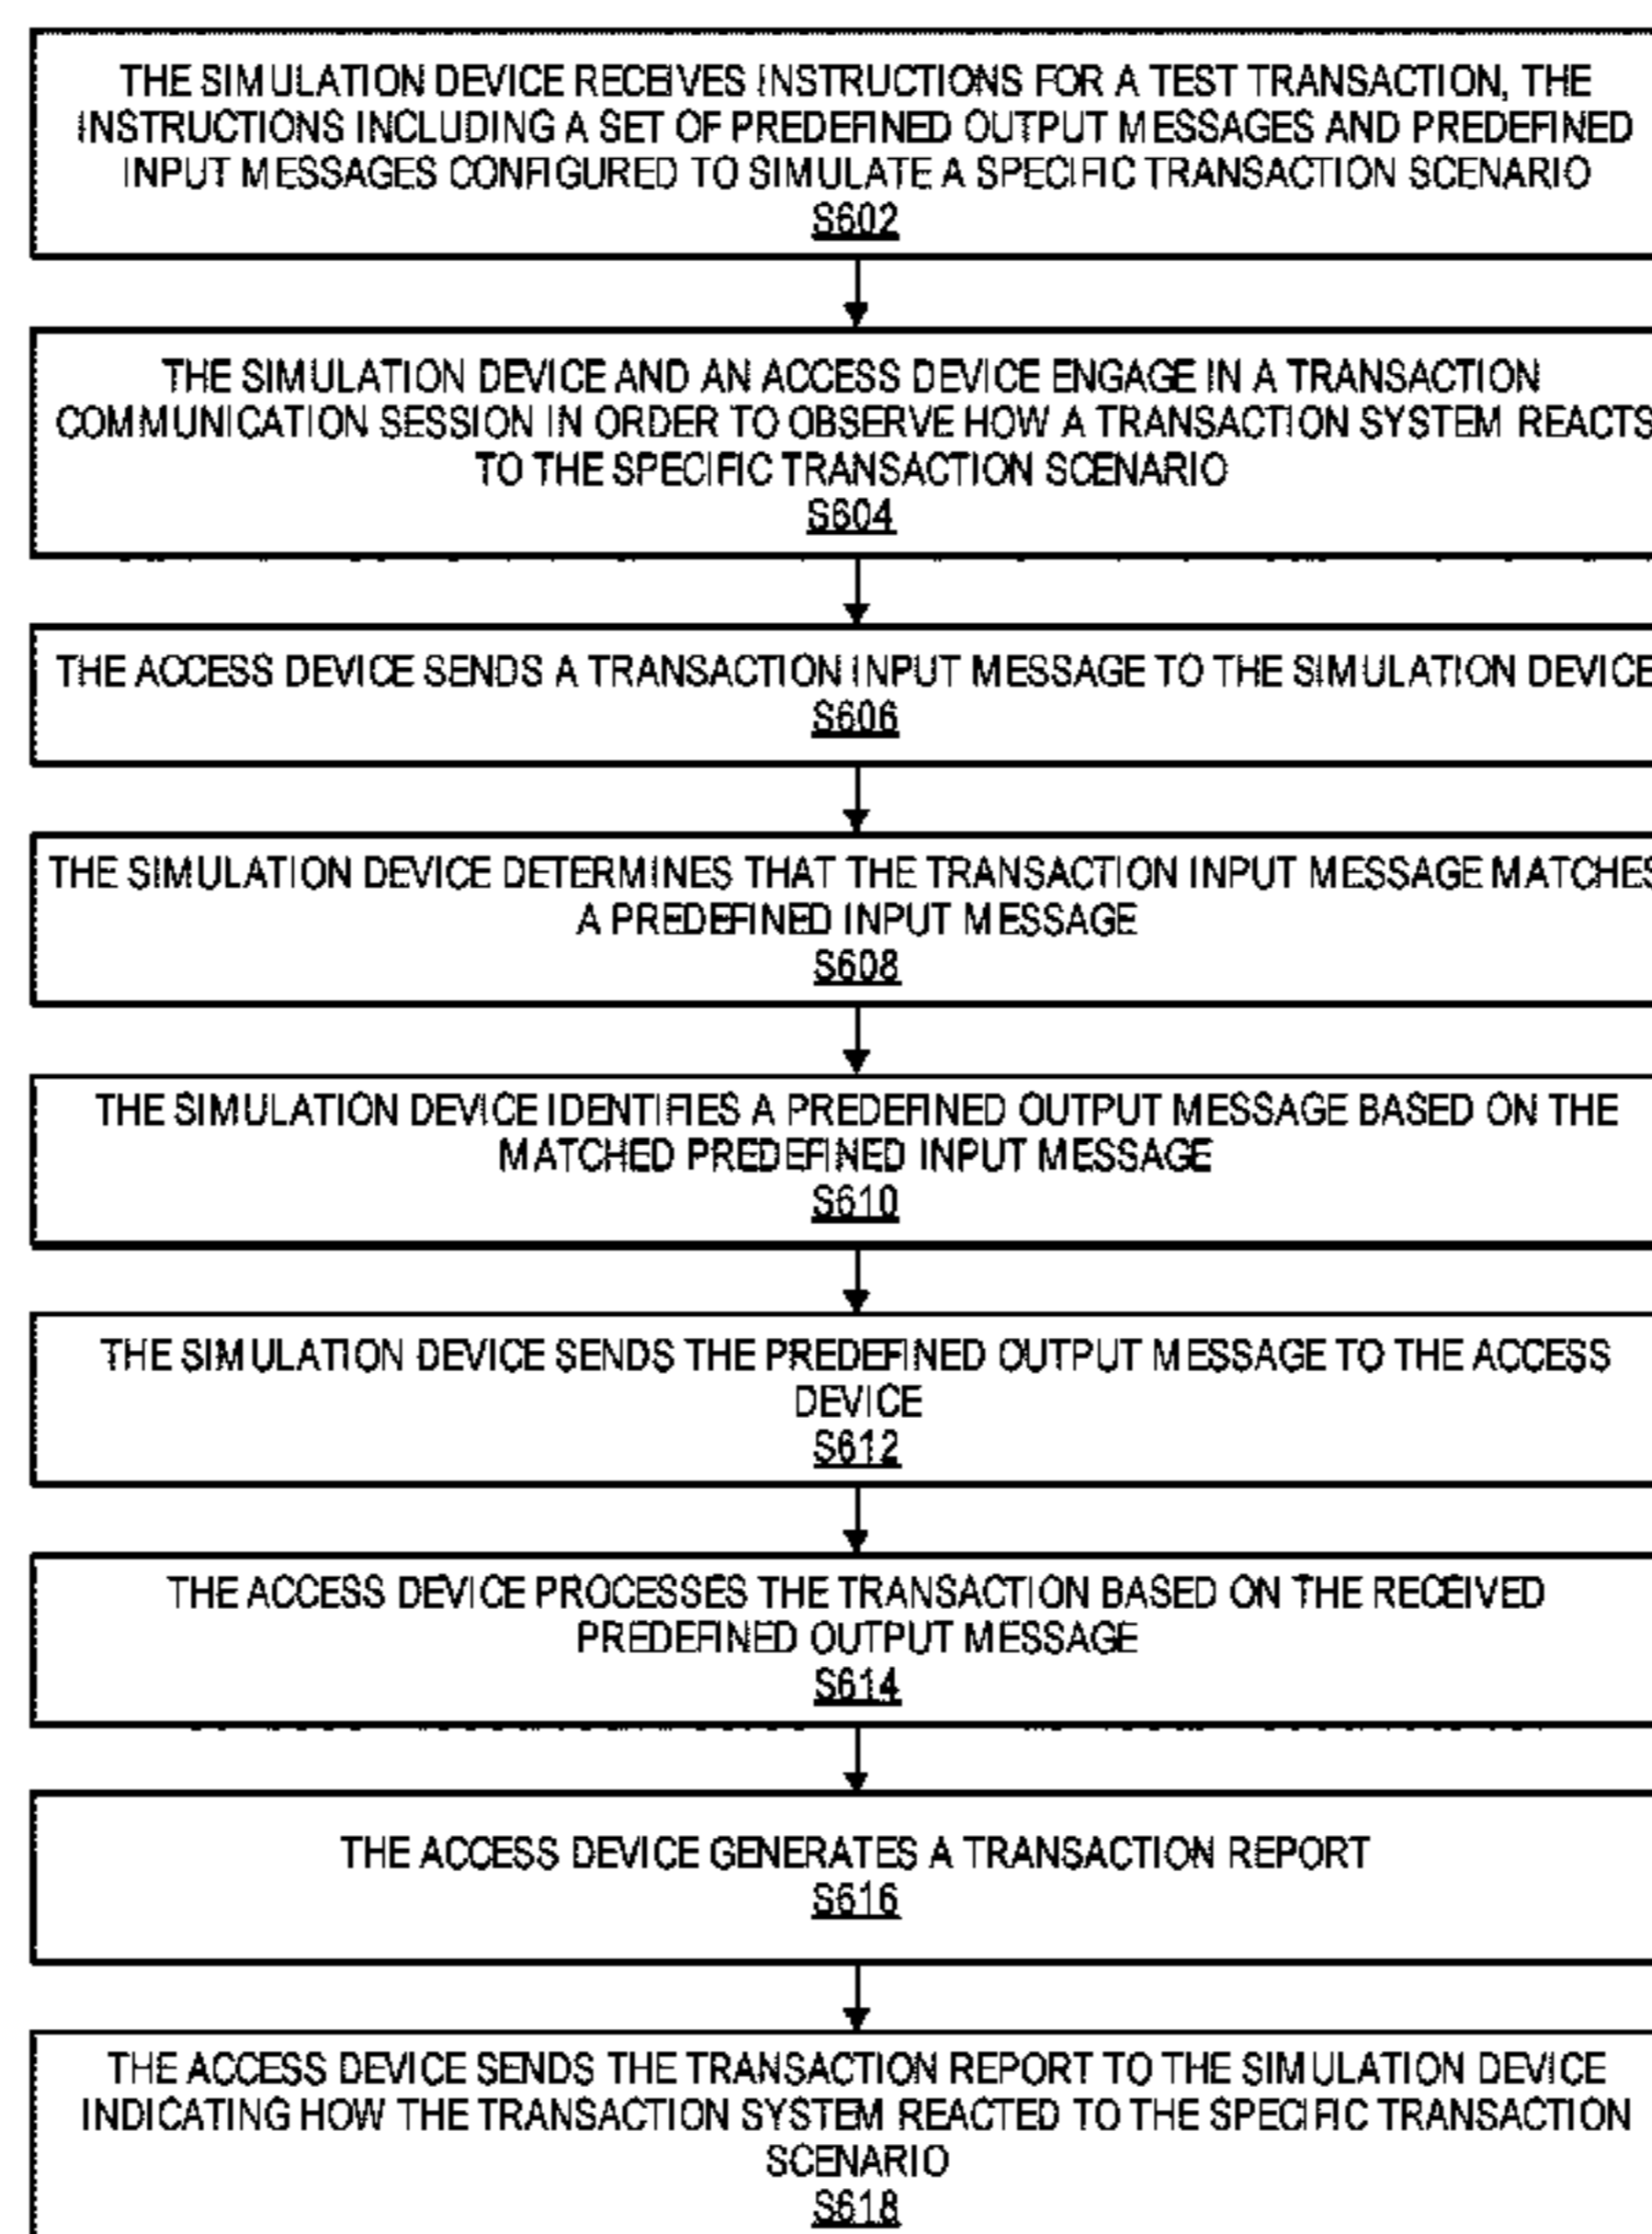 THE SIMULATION DEVICE RECEIVES INSTRUCTIONS FOR A TEST TRANSACTION, THE
INSTRUCTIONS INCLUDING A SET OF PREDEFINED OUTPUT MESSAGES AND PREDEFINED
INPUT MESSAGES CONFIGURED TO SIMULATE A SPECIFIC TRANSACTION SCENARIO
S602
THE SIMULATION DEVICE AND AN ACCESS DEVICE ENGAGE IN A TRANSACTION
COMMUNICATION SESSION IN ORDER TO OBSERVE HOW A TRANSACTION SYSTEM REACTS
TO THE SPECIFIC TRANSACTION SCENARIO
S604
THE ACCESS DEVICE SENDS A TRANSACTION INPUT MESSAGE TO THE SIMULATION DEVICE
S606
THE SIMULATION DEVICE DETERMINES THAT THE TRANSACTION INPUT MESSAGE MATCHES
A PREDEFINED INPUT MESSAGE
S608
THE SIMULATION DEVICE IDENTIFIES A PREDEFINED OUTPUT MESSAGE BASED ON THE
MATCHED PREDEFINED INPUT MESSAGE
S610
THE SIMULATION DEVICE SENDS THE PREDEFINED OUTPUT MESSAGE TO THE ACCESS
DEVICE
S612
THE ACCESS DEVICE PROCESSES THE TRANSACTION BASED ON THE RECEIVED
PREDEFINED OUTPUT MESSAGE
S614
THE ACCESS DEVICE GENERATES A TRANSACTION REPORT
S616
THE ACCESS DEVICE SENDS THE TRANSACTION REPORT TO THE SIMULATION DEVICE
INDICATING HOW THE TRANSACTION SYSTEM REACTED TO THE SPECIFIC TRANSACTION
SCENARIO
S618